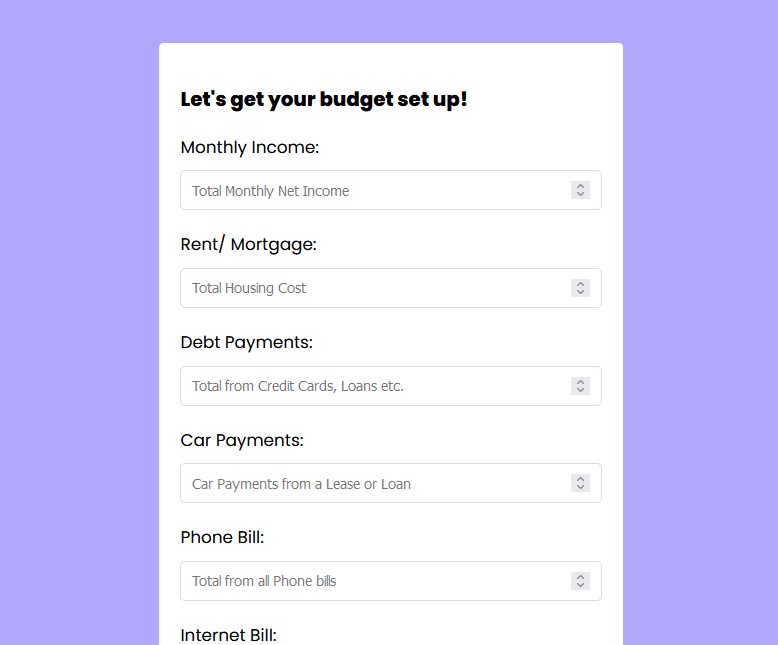 Let's get your budget set up!
Monthly Income:
Total Monthly Net Income
Rent/ Mortgage:
Total Housing Cost
Debt Payments:
Total from Credit Cards, Loans etc.
Car Payments:
Car Payments from a Lease or Loan
Phone Bill:
Total from all Phone bills
Internet Bill: